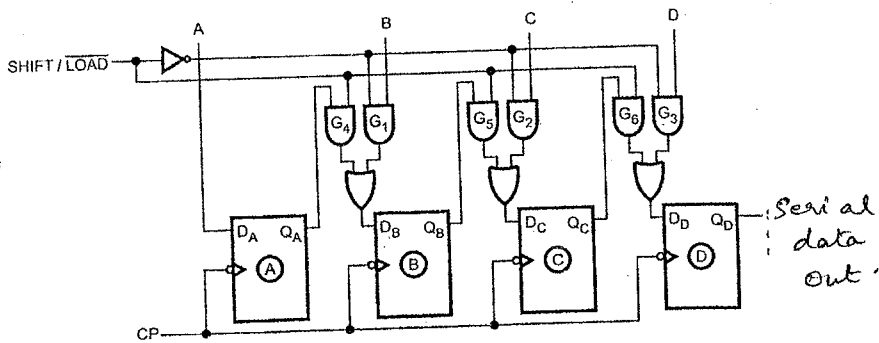 A
B
C
D
SHIFT / L̅O̅A̅D̅
G4
G1
G5
G2
G6
G3
DA
QA
A
DB
QB
B
DC
QC
C
DD
QD
D
CP
Serial
data
out.